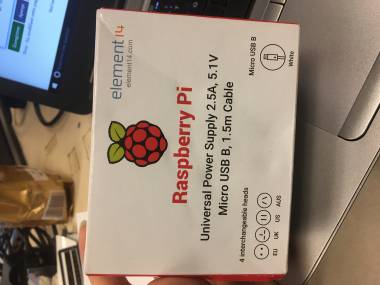 element14
element14.com
Raspberry Pi
Universal Power Supply 2.5A, 5.1V
Micro USB B, 1.5m Cable
4 interchangeable heads
EU
UK
US
AUS
Micro USB B
White